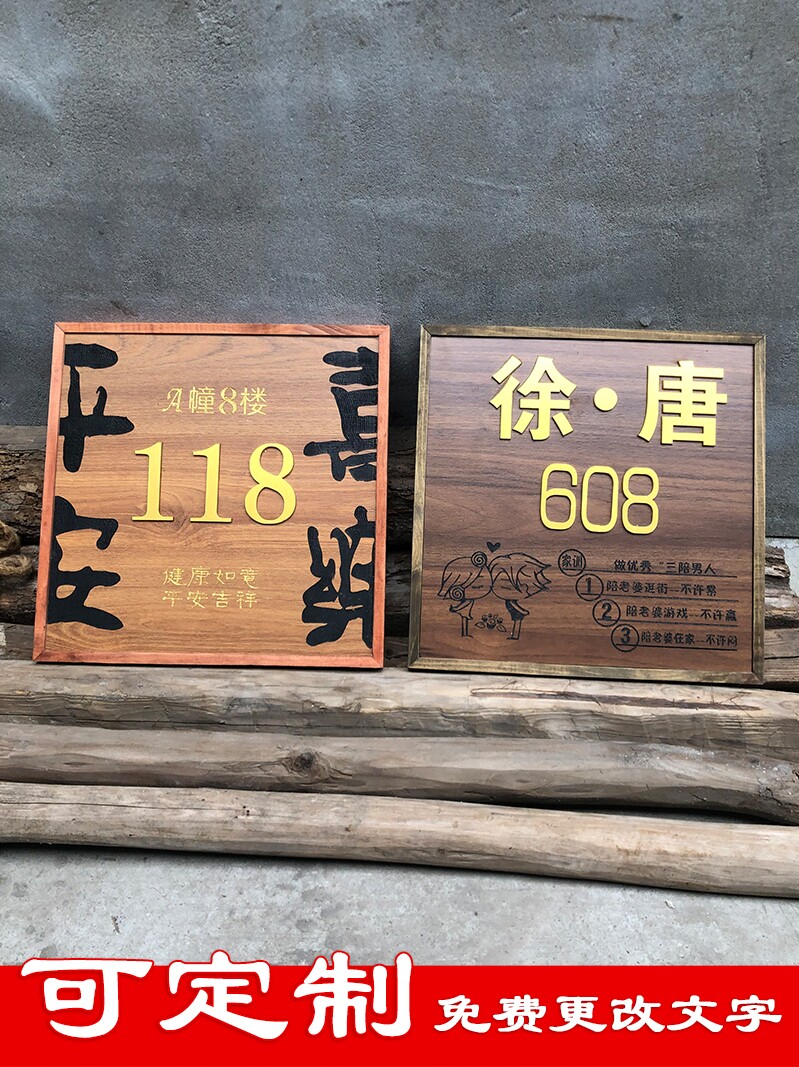 平安
A幢8楼
118
健康如意
平安吉祥
喜乐
徐·唐
608
家训 做优秀“三陪男人
1 陪老婆逛街---不许累
2 陪老婆游戏---不许赢
3 陪老婆在家---不许闷
可定制 免费更改文字